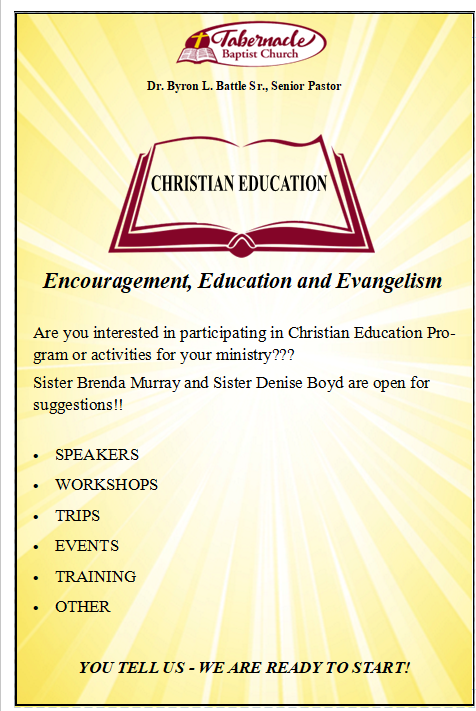 Tabernacle
Baptist Church
Dr. Byron L. Battle Sr., Senior Pastor
CHRISTIAN EDUCATION
Encouragement, Education and Evangelism
Are you interested in participating in Christian Education Pro-
gram or activities for your ministry???
Sister Brenda Murray and Sister Denise Boyd are open for
suggestions!!
• SPEAKERS
• WORKSHOPS
• TRIPS
• EVENTS
• TRAINING
• OTHER
YOU TELL US - WE ARE READY TO START!